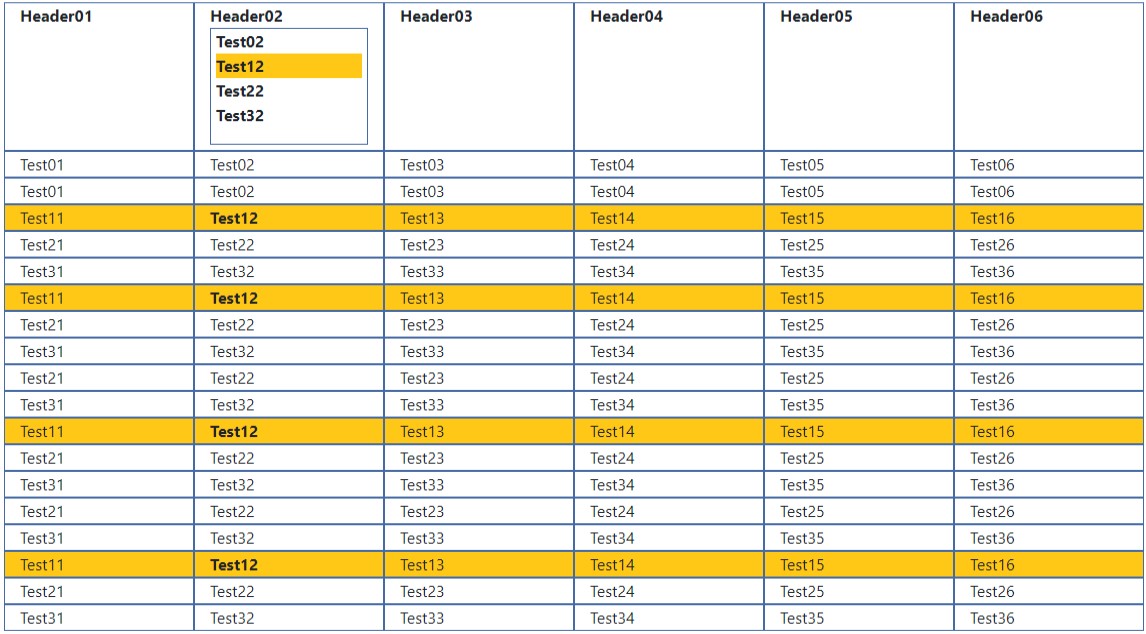 Header01 Header02 Header03 Header04 Header05 Header06
Test02
Test12
Test22
Test32
Test01 Test02 Test03 Test04 Test05 Test06
Test01 Test02 Test03 Test04 Test05 Test06
Test11 Test12 Test13 Test14 Test15 Test16
Test21 Test22 Test23 Test24 Test25 Test26
Test31 Test32 Test33 Test34 Test35 Test36
Test11 Test12 Test13 Test14 Test15 Test16
Test21 Test22 Test23 Test24 Test25 Test26
Test31 Test32 Test33 Test34 Test35 Test36
Test21 Test22 Test23 Test24 Test25 Test26
Test31 Test32 Test33 Test34 Test35 Test36
Test11 Test12 Test13 Test14 Test15 Test16
Test21 Test22 Test23 Test24 Test25 Test26
Test31 Test32 Test33 Test34 Test35 Test36
Test21 Test22 Test23 Test24 Test25 Test26
Test31 Test32 Test33 Test34 Test35 Test36
Test11 Test12 Test13 Test14 Test15 Test16
Test21 Test22 Test23 Test24 Test25 Test26
Test31 Test32 Test33 Test34 Test35 Test36